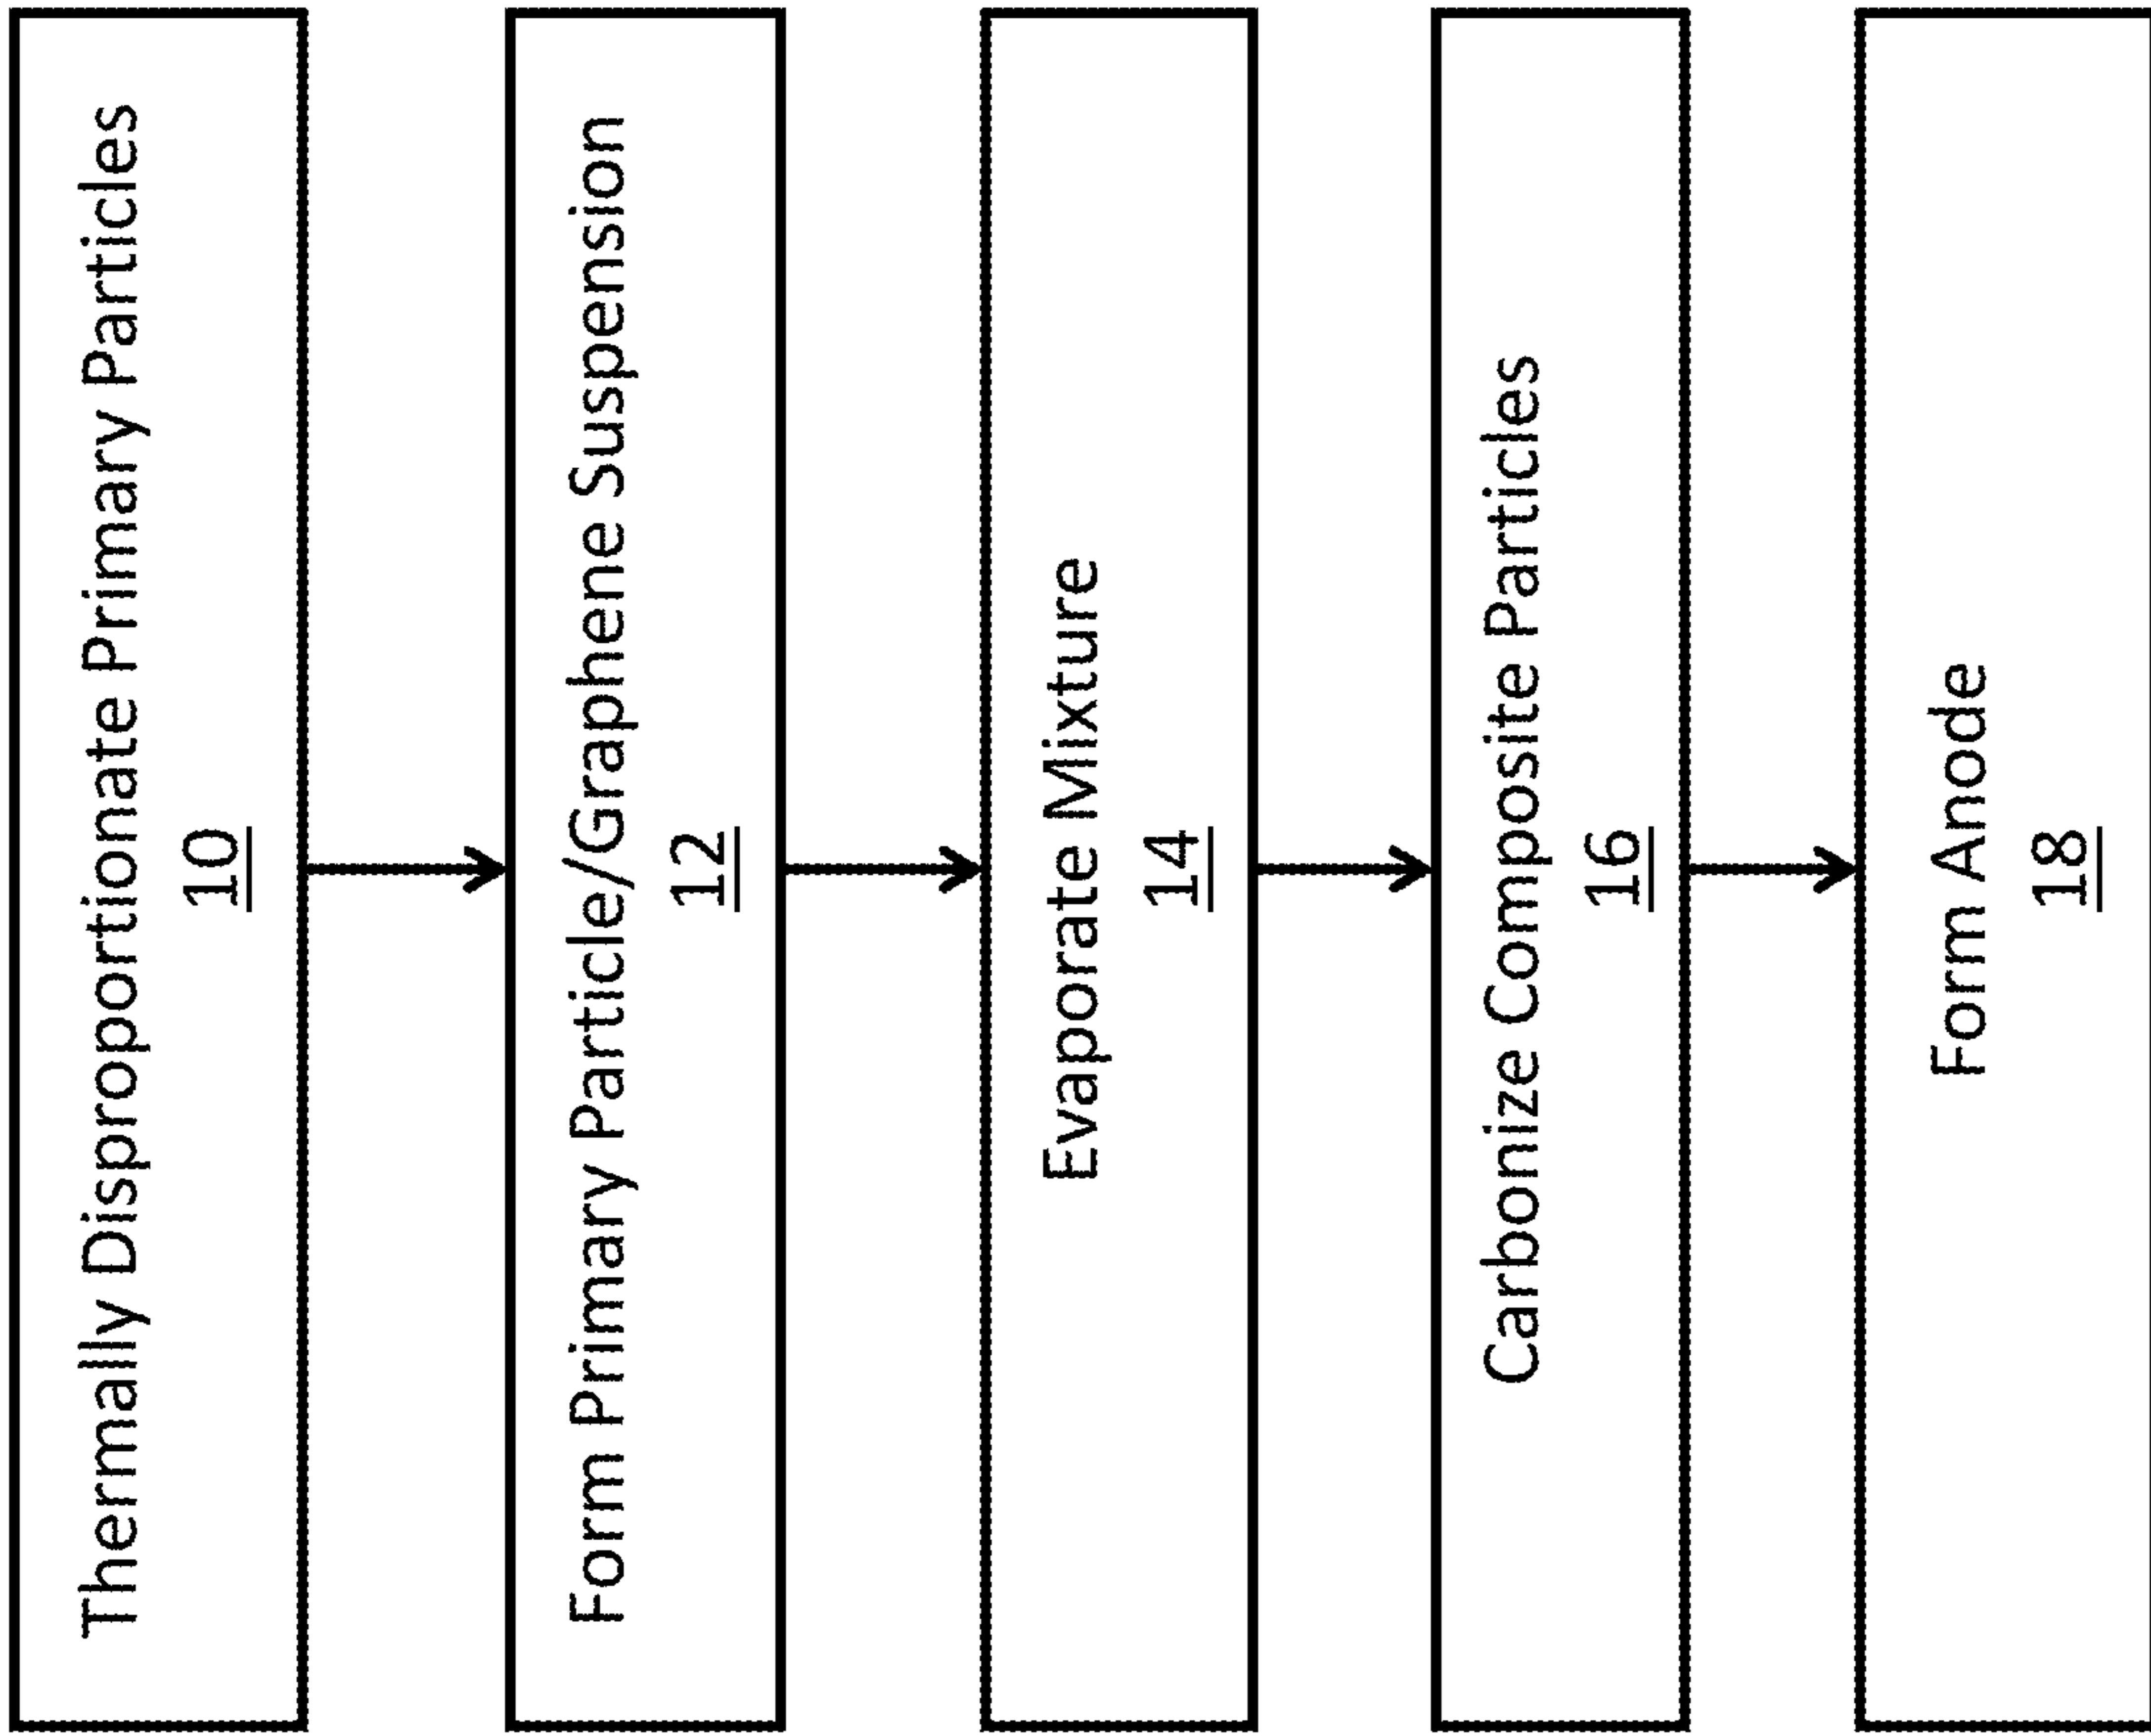 Thermally Disproportionate Primary Particles
10
Form Primary Particle/Graphene Suspension
12
Evaporate Mixture
14
Carbonize Composite Particles
16
Form Anode
18